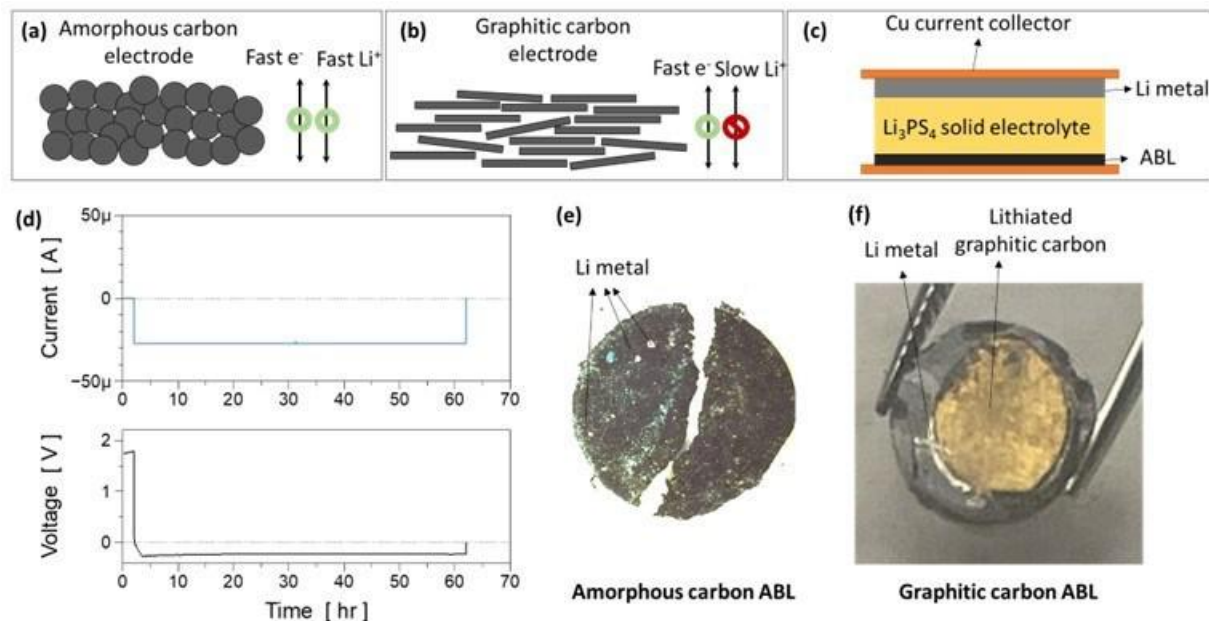 (a)
Amorphous carbon
electrode
Fast e⁻
Fast Li⁺
(b)
Graphitic carbon
electrode
Fast e⁻ Slow Li⁺
(c)
Cu current collector
Li metal
Li₃PS₄ solid electrolyte
ABL
(d)
50µ
0
−50µ
Current [ A ]
0 10 20 30 40 50 60 70
2
1
0
Voltage [ V ]
0 10 20 30 40 50 60 70
Time [ hr ]
(e)
Li metal
Amorphous carbon ABL
(f)
Lithiated
graphitic carbon
Li metal
Graphitic carbon ABL